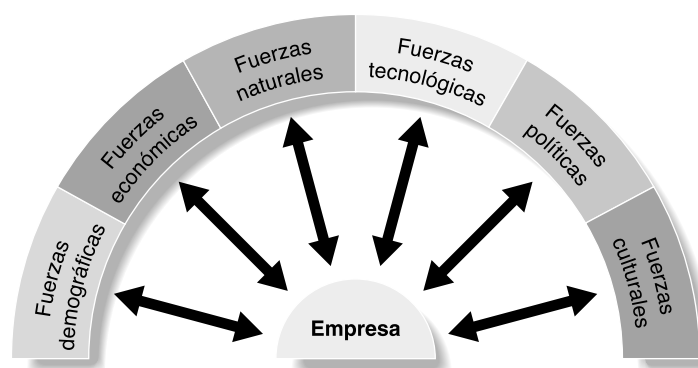 Fuerzas
demográficas
Fuerzas
económicas
Fuerzas
naturales
Fuerzas
tecnológicas
Fuerzas
políticas
Fuerzas
culturales
Empresa